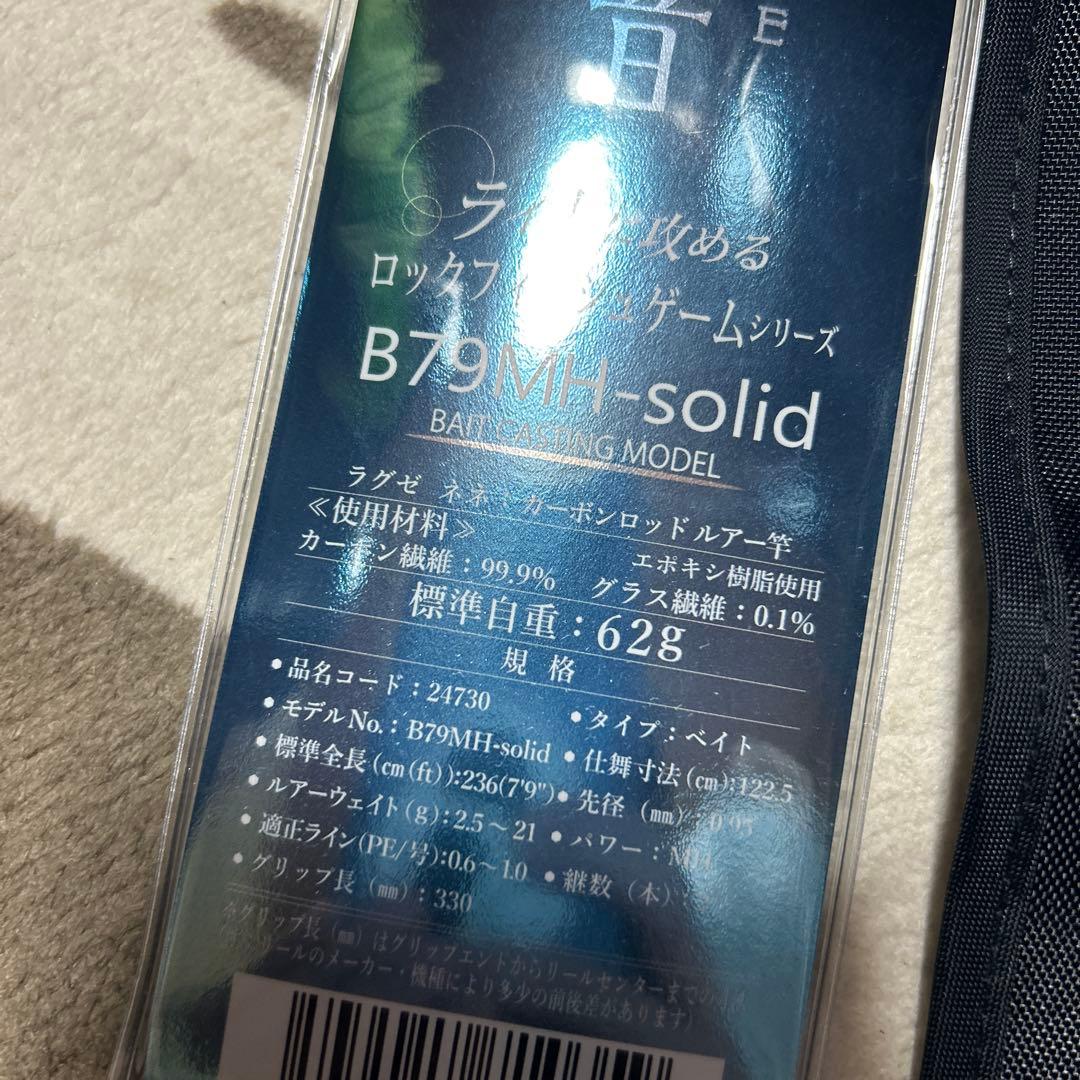 音 E
に攻める
ロックフィッシュゲームシリーズ
B79MH-solid
BAIT CASTING MODEL
ラグゼ ネネ:カーボンロッド ルアー竿
≪使用材料≫ エポキシ樹脂使用
カーボン繊維:99.9% グラス繊維:0.1%
標準自重:62g
規 格
•品名コード:24730 •タイプ:ベイト
•モデルNo.:B79MH-solid •仕舞寸法(cm):122.5
•標準全長(cm(ft)):236(7'9") •先径(mm):0.95
•ルアーウェイト(g):2.5〜21 •パワー:MH
•適正ライン(PE/号):0.6〜1.0 •継数(本):
•グリップ長(mm):330
※グリップ長(mm)はグリップエンドからリールセンターまでの
リールのメーカー・機種により多少の前後差があります)